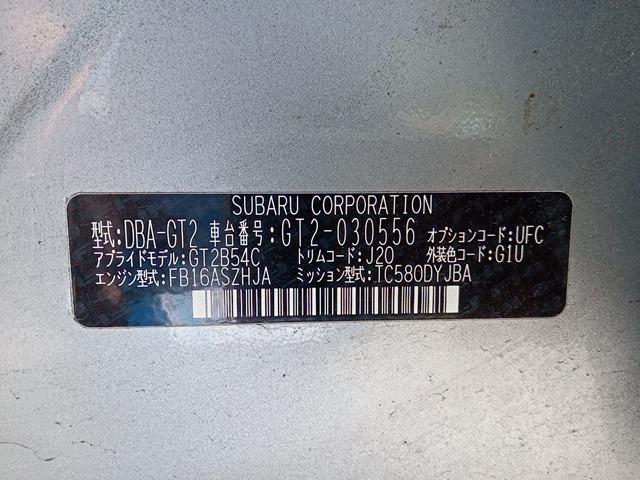 SUBARU CORPORATION
型式:DBA-GT2 車台番号:GT2-030556 オプションコード:UFC
アプライドモデル:GT2B54C トリムコード:J20 外装色コード:G1U
エンジン型式:FB16ASZHJA ミッション型式:TC580DYJBA